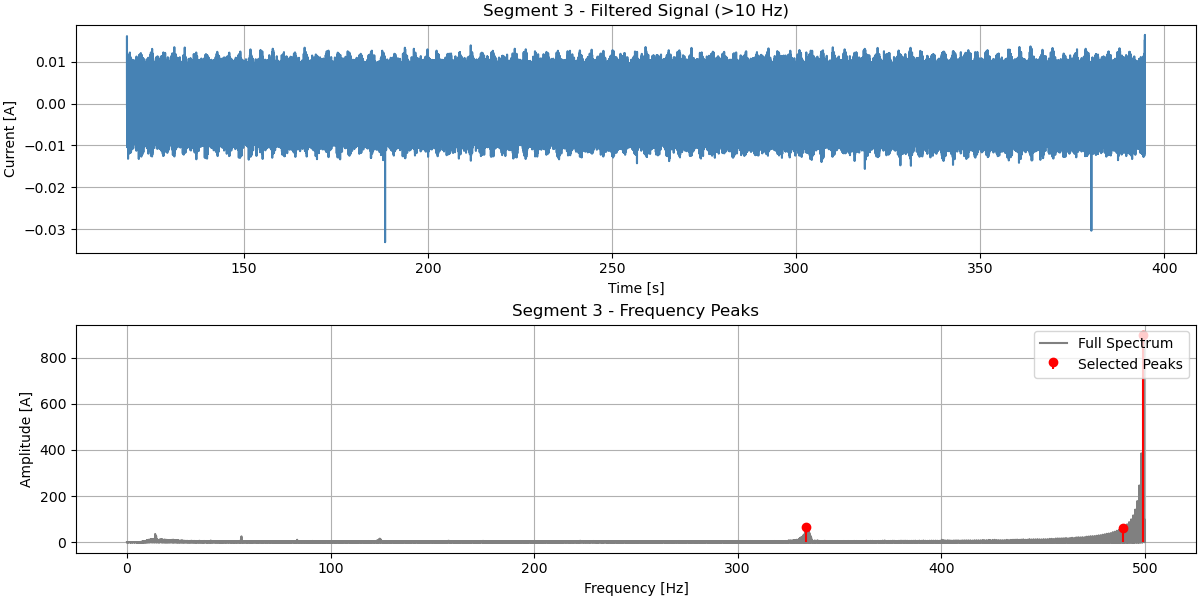 Segment 3 - Filtered Signal (>10 Hz)
Current [A]
0.01
0.00
−0.01
−0.02
−0.03
150
200
250
300
350
400
Time [s]
Segment 3 - Frequency Peaks
Amplitude [A]
800
600
400
200
0
Full Spectrum
Selected Peaks
0
100
200
300
400
500
Frequency [Hz]